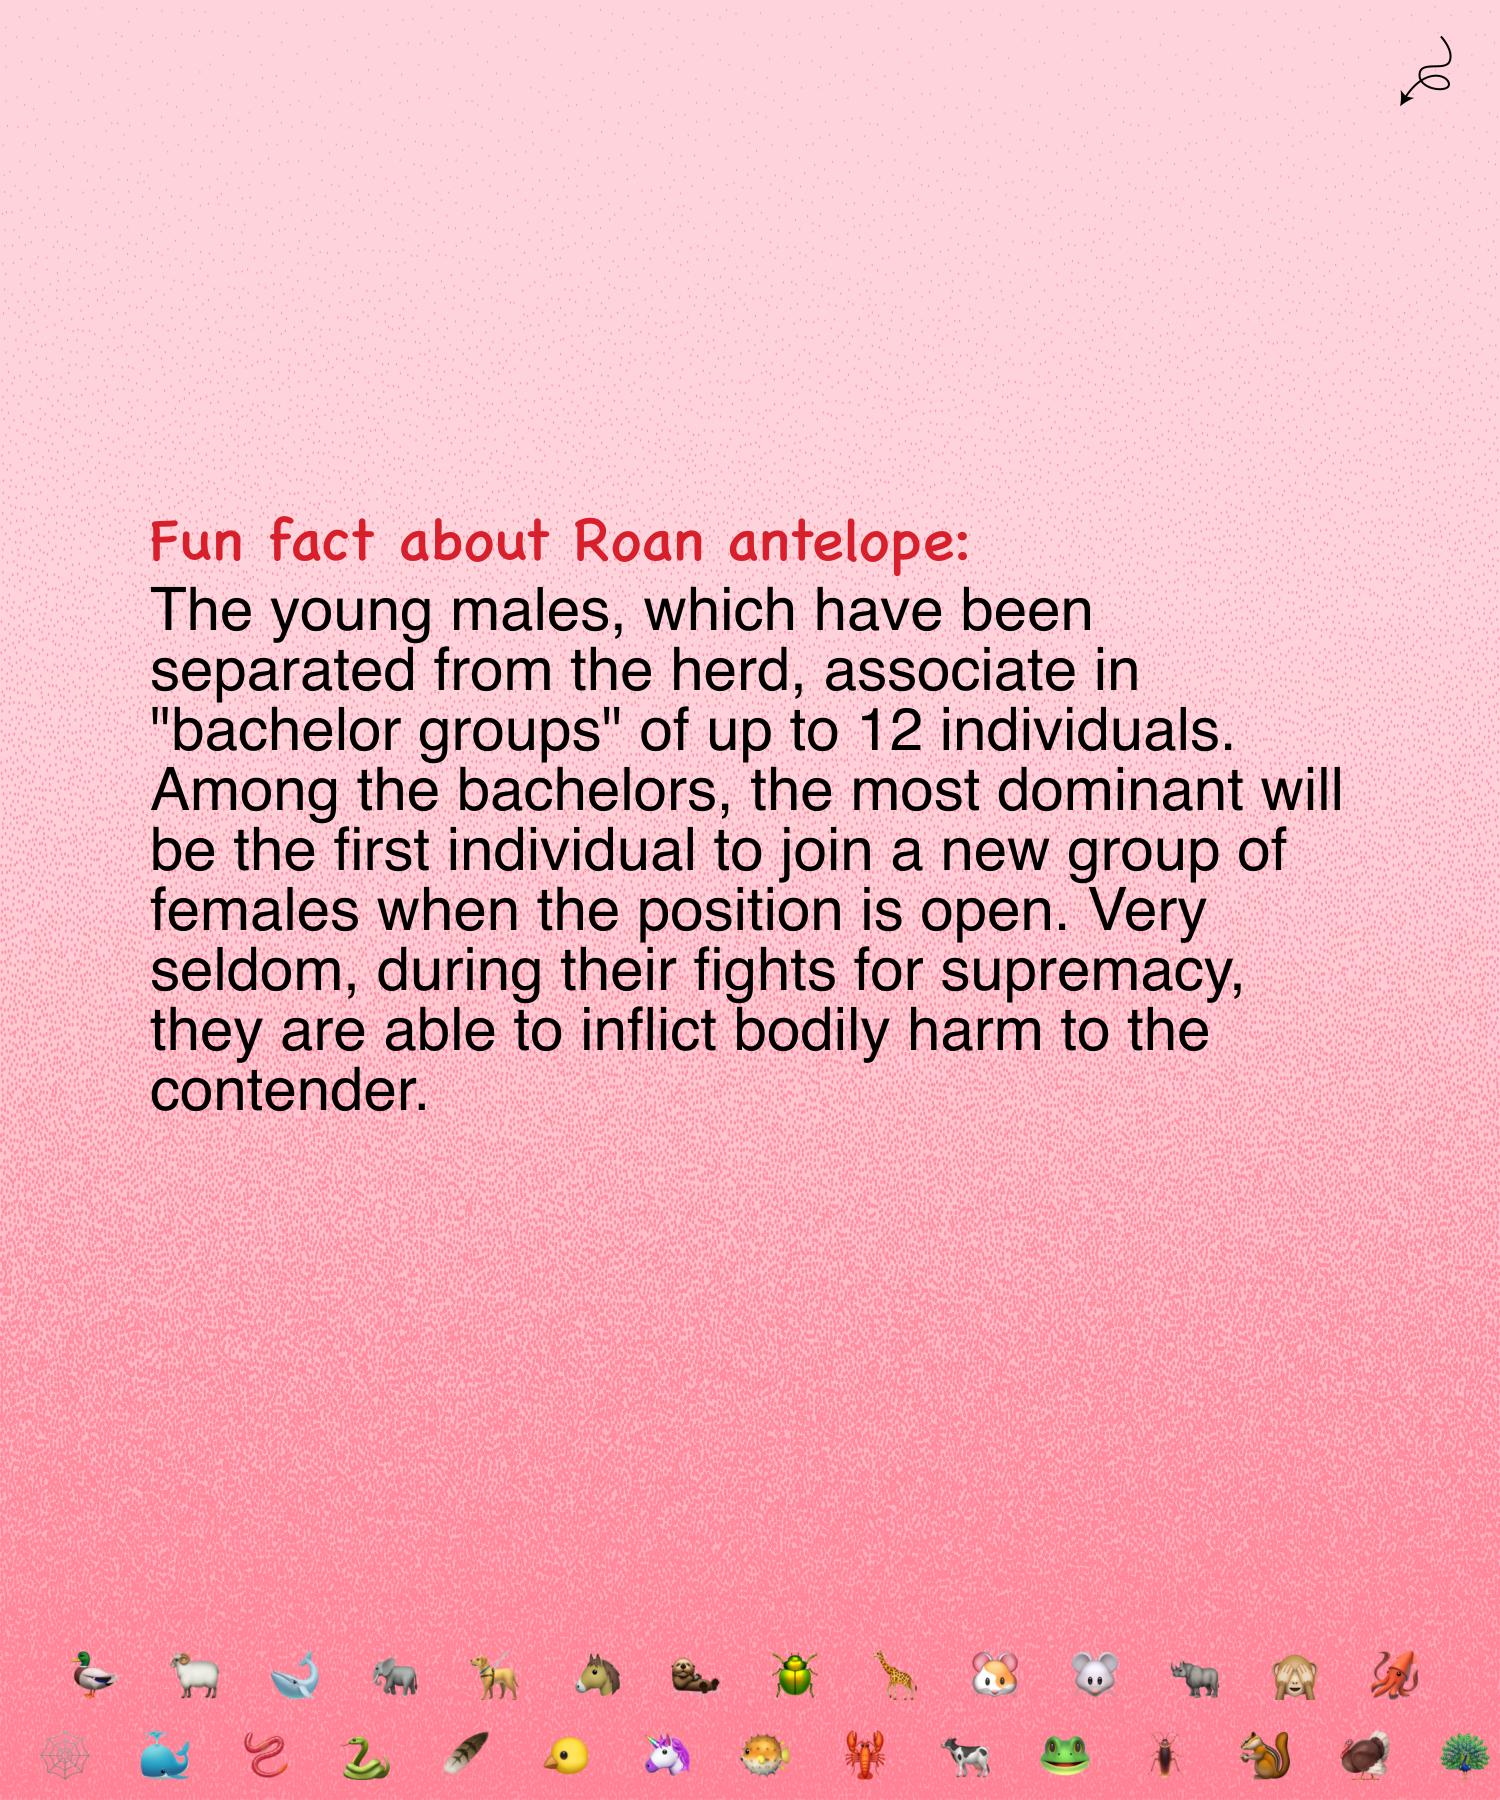 Fun fact about Roan antelope:
The young males, which have been
separated from the herd, associate in
"bachelor groups" of up to 12 individuals.
Among the bachelors, the most dominant will
be the first individual to join a new group of
females when the position is open. Very
seldom, during their fights for supremacy,
they are able to inflict bodily harm to the
contender.